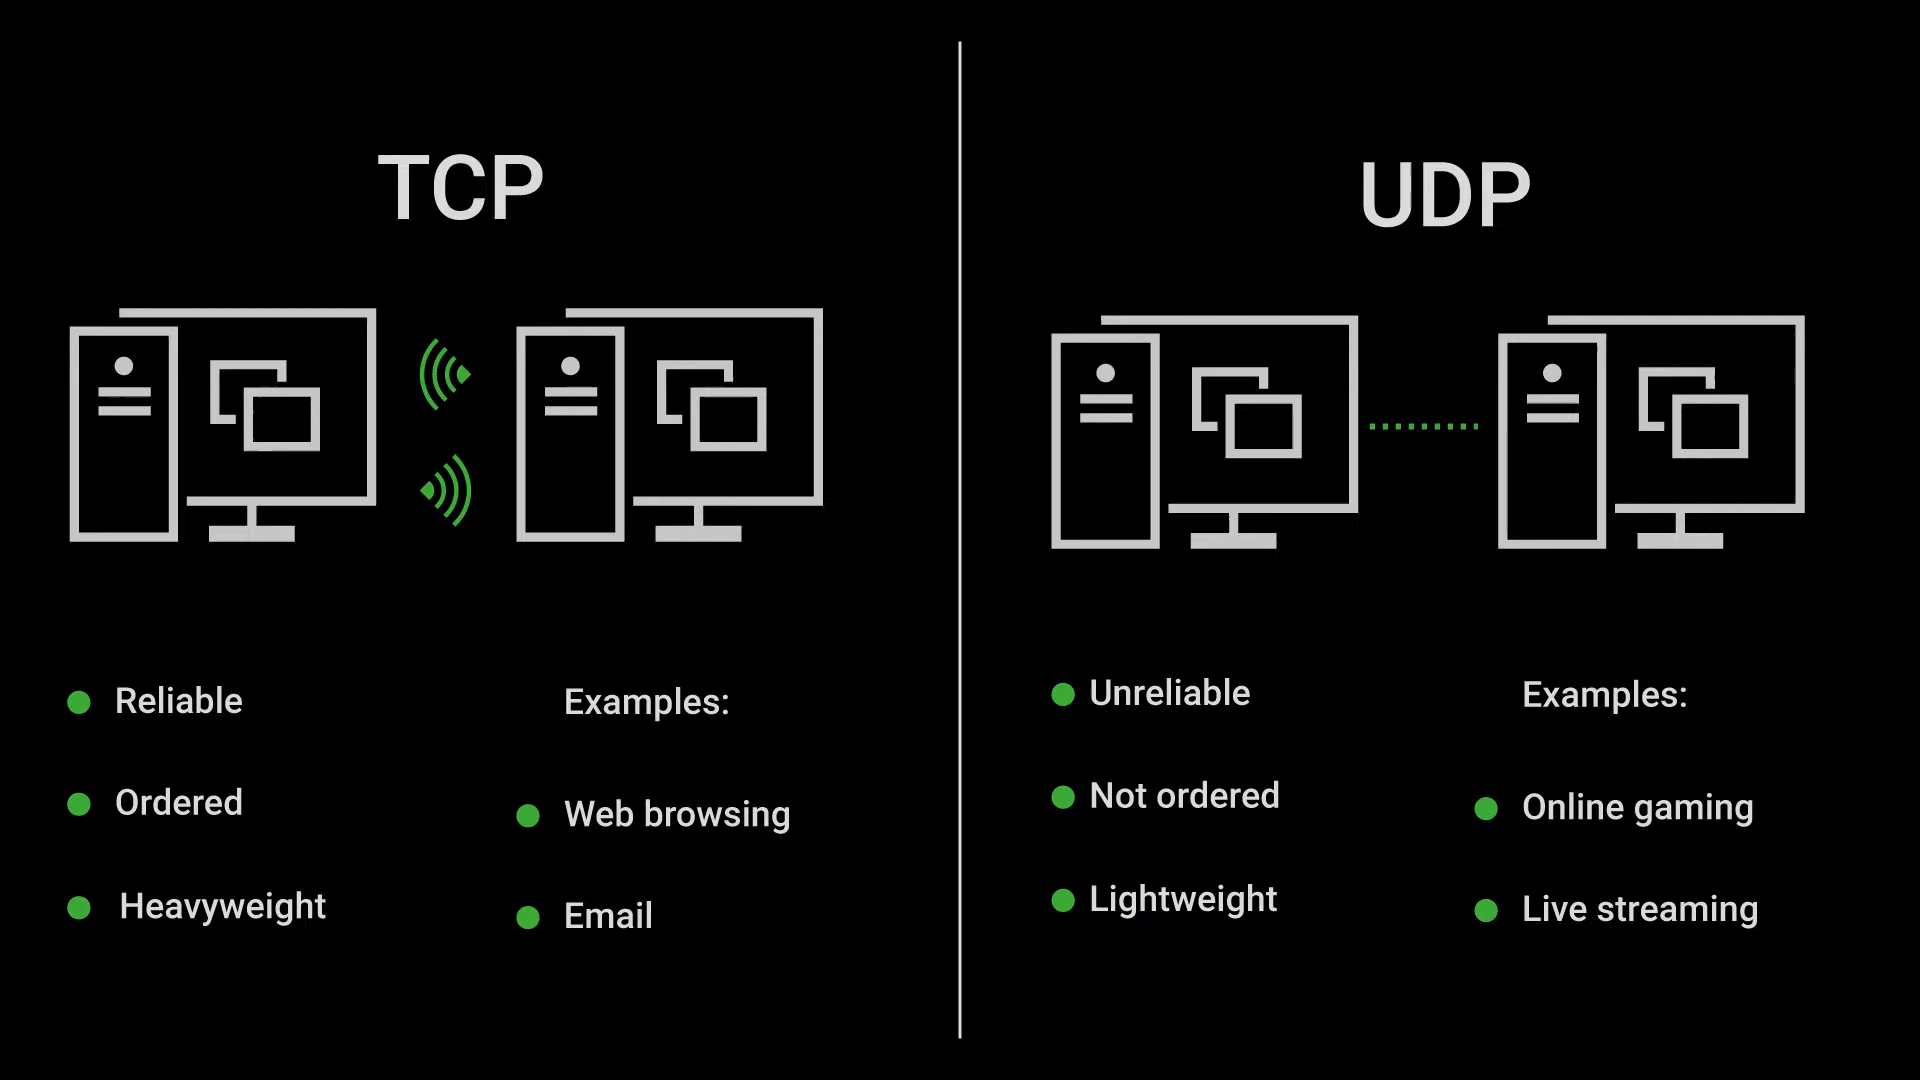 TCP
Reliable
Ordered
Heavyweight
Examples:
Web browsing
Email
UDP
Unreliable
Not ordered
Lightweight
Examples:
Online gaming
Live streaming